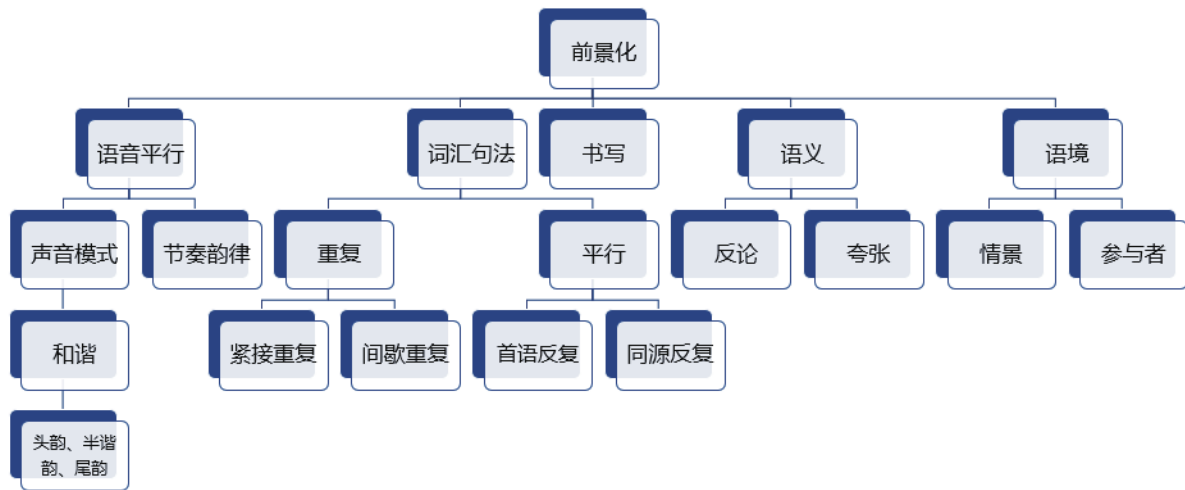 前景化
语音平行
词汇句法
书写
语义
语境
声音模式
节奏韵律
重复
平行
反论
夸张
情景
参与者
和谐
紧接重复
间歇重复
首语反复
同源反复
头韵、半谐
韵、尾韵